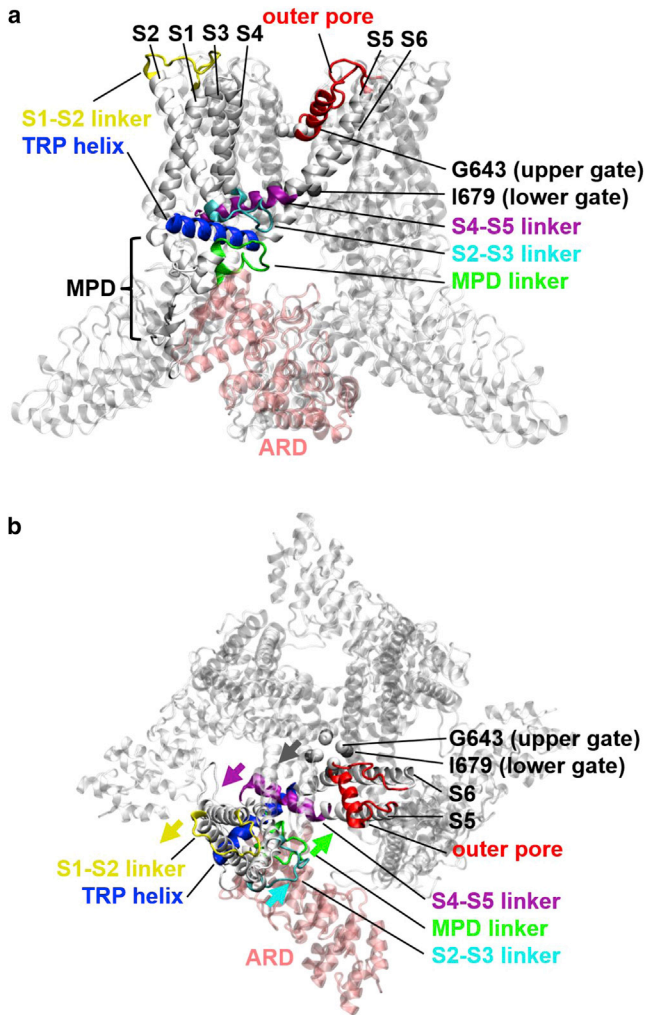 a
outer pore
S2 S1 S3 S4
S5 S6
S1-S2 linker
TRP helix
G643 (upper gate)
I679 (lower gate)
S4-S5 linker
S2-S3 linker
MPD linker
MPD
ARD
b
G643 (upper gate)
I679 (lower gate)
S6
S5
outer pore
S1-S2 linker
TRP helix
S4-S5 linker
MPD linker
S2-S3 linker
ARD